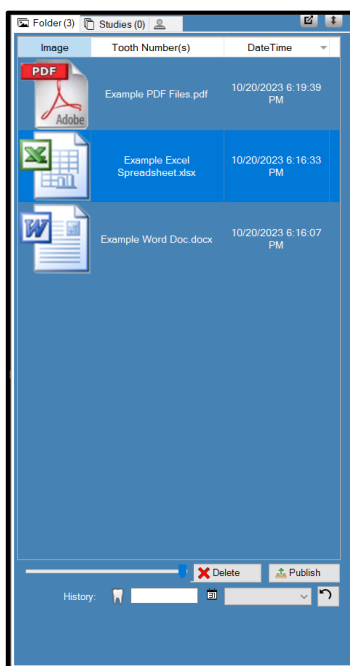 Folder (3) Studies (0)
Image Tooth Number(s) DateTime
PDF
Adobe
Example PDF Files.pdf
10/20/2023 6:19:39
PM
X
Example Excel
Spreadsheet.xlsx
10/20/2023 6:16:33
PM
W
Example Word Doc.docx
10/20/2023 6:16:07
PM
Delete Publish
History: